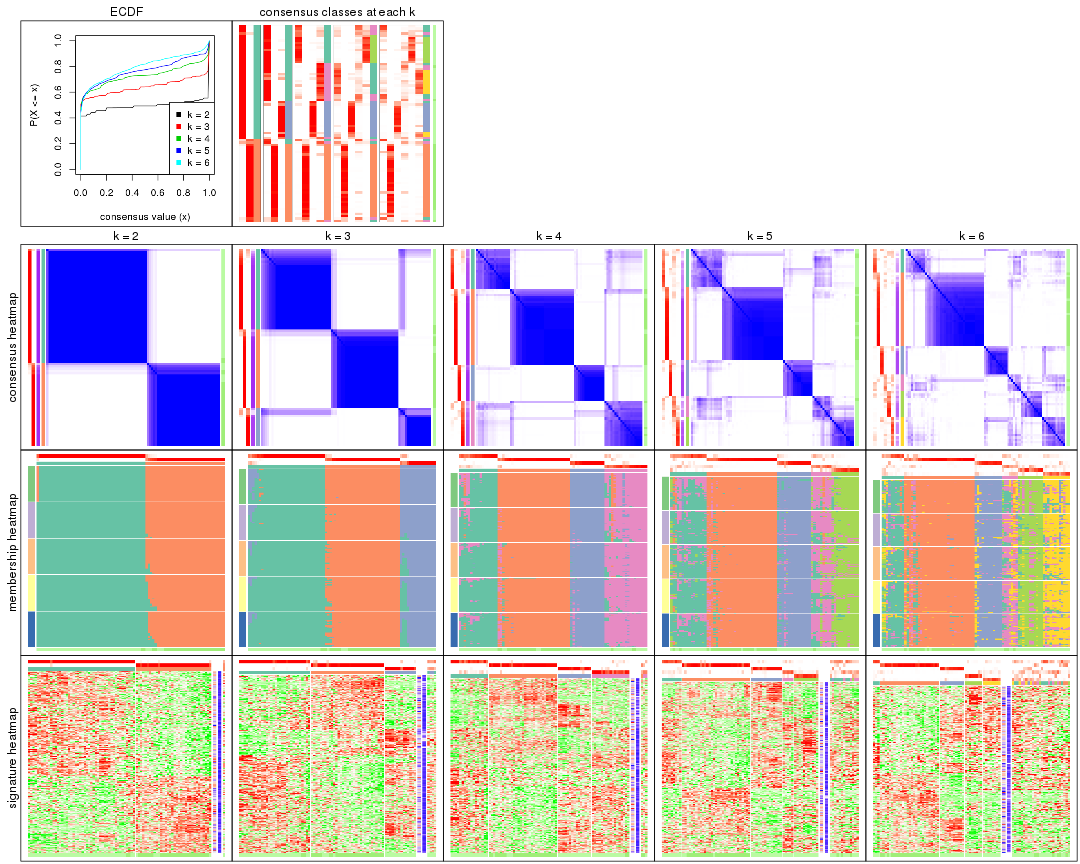 ECDF
consensus classes at each k
P(X <= x)
0.0
0.2
0.4
0.6
0.8
1.0
k = 2
k = 3
k = 4
k = 5
k = 6
0.0 0.2 0.4 0.6 0.8 1.0
consensus value (x)
k = 2
k = 3
k = 4
k = 5
k = 6
consensus heatmap
membership heatmap
signature heatmap